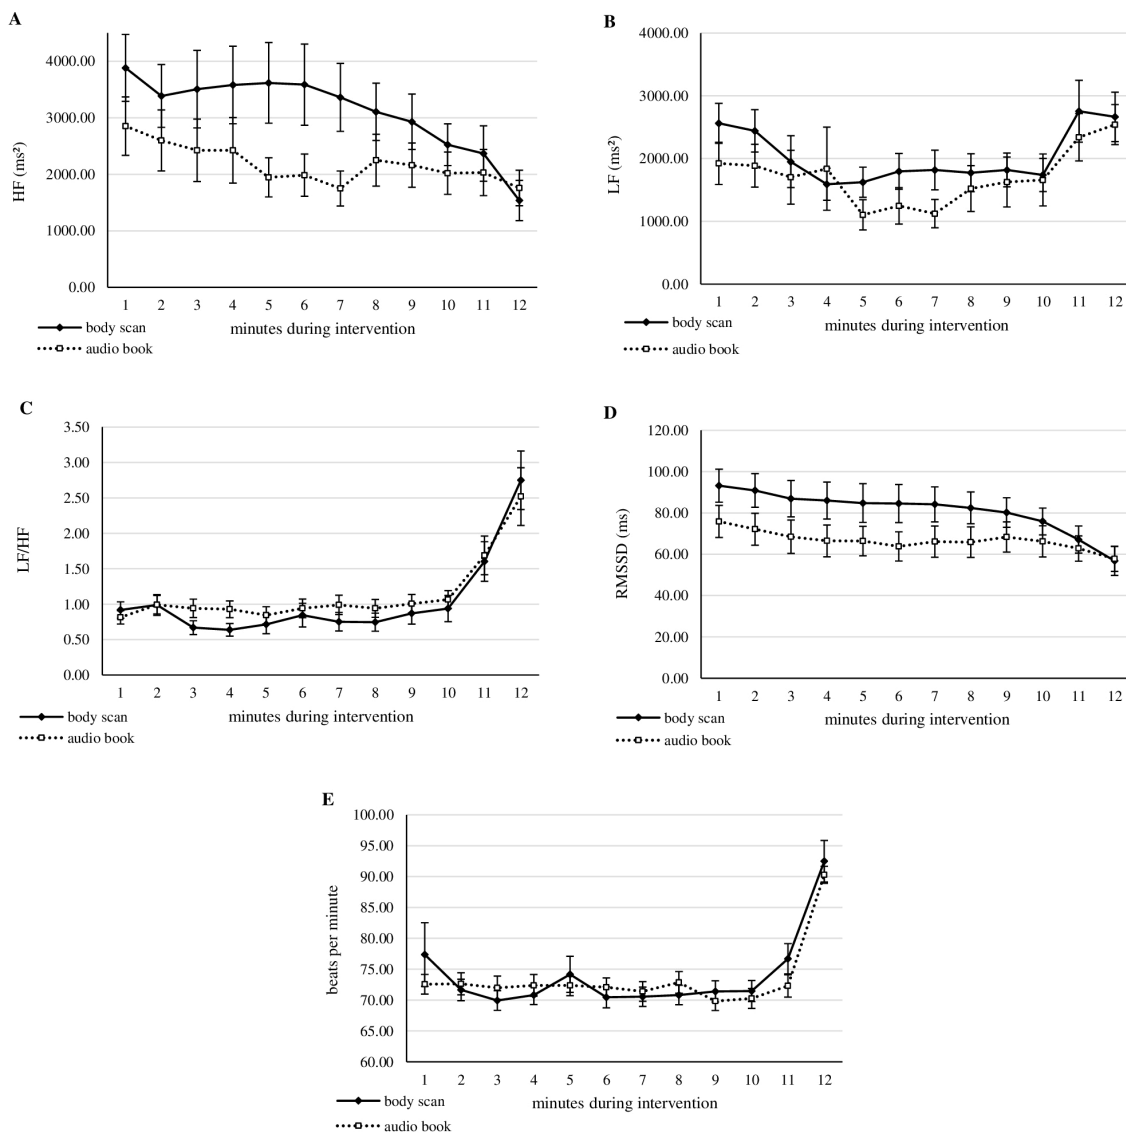 A
HF (ms²)
4000.00
3000.00
2000.00
1000.00
0.00
1 2 3 4 5 6 7 8 9 10 11 12
minutes during intervention
body scan
audio book
B
LF (ms²)
4000.00
3000.00
2000.00
1000.00
0.00
1 2 3 4 5 6 7 8 9 10 11 12
minutes during intervention
body scan
audio book
C
LF/HF
3.50
3.00
2.50
2.00
1.50
1.00
0.50
0.00
1 2 3 4 5 6 7 8 9 10 11 12
minutes during intervention
body scan
audio book
D
RMSSD (ms)
120.00
100.00
80.00
60.00
40.00
20.00
0.00
1 2 3 4 5 6 7 8 9 10 11 12
minutes during intervention
body scan
audio book
E
beats per minute
100.00
95.00
90.00
85.00
80.00
75.00
70.00
65.00
60.00
1 2 3 4 5 6 7 8 9 10 11 12
minutes during intervention
body scan
audio book